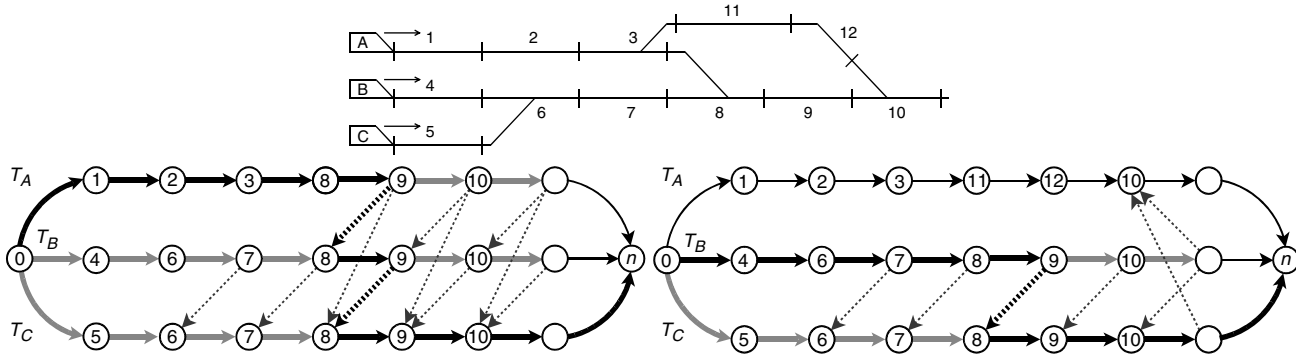 11
A 1 2 3 12
B 4 6 7 8 9 10
C 5
T_A 1 2 3 8 9 10
T_B
0 4 6 7 8 9 10 n
T_C 5 6 7 8 9 10
T_A 1 2 3 11 12 10
T_B
0 4 6 7 8 9 10 n
T_C 5 6 7 8 9 10